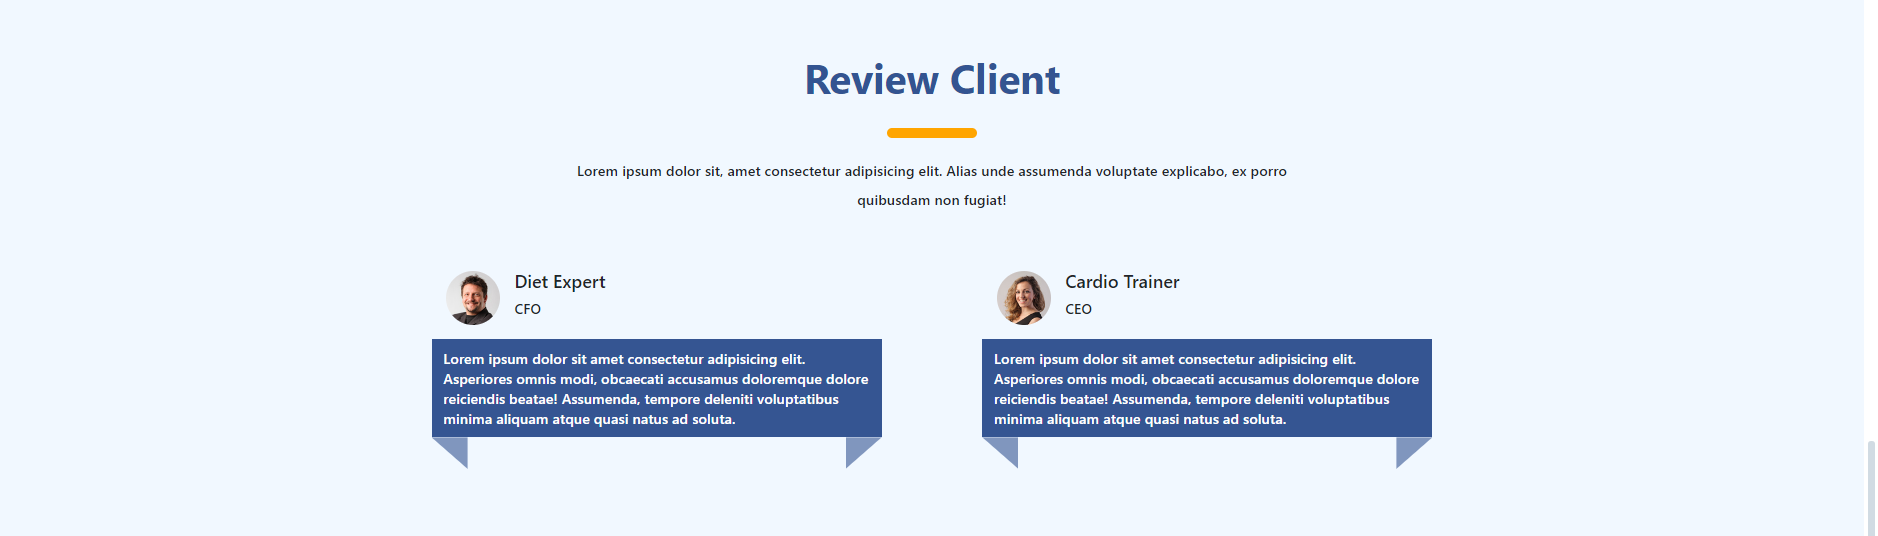 Review Client
Lorem ipsum dolor sit, amet consectetur adipisicing elit. Alias unde assumenda voluptate explicabo, ex porro
quibusdam non fugiat!
Diet Expert
CFO
Lorem ipsum dolor sit amet consectetur adipisicing elit.
Asperiores omnis modi, obcaecati accusamus doloremque dolore
reiciendis beatae! Assumenda, tempore deleniti voluptatibus
minima aliquam atque quasi natus ad soluta.
Cardio Trainer
CEO
Lorem ipsum dolor sit amet consectetur adipisicing elit.
Asperiores omnis modi, obcaecati accusamus doloremque dolore
reiciendis beatae! Assumenda, tempore deleniti voluptatibus
minima aliquam atque quasi natus ad soluta.